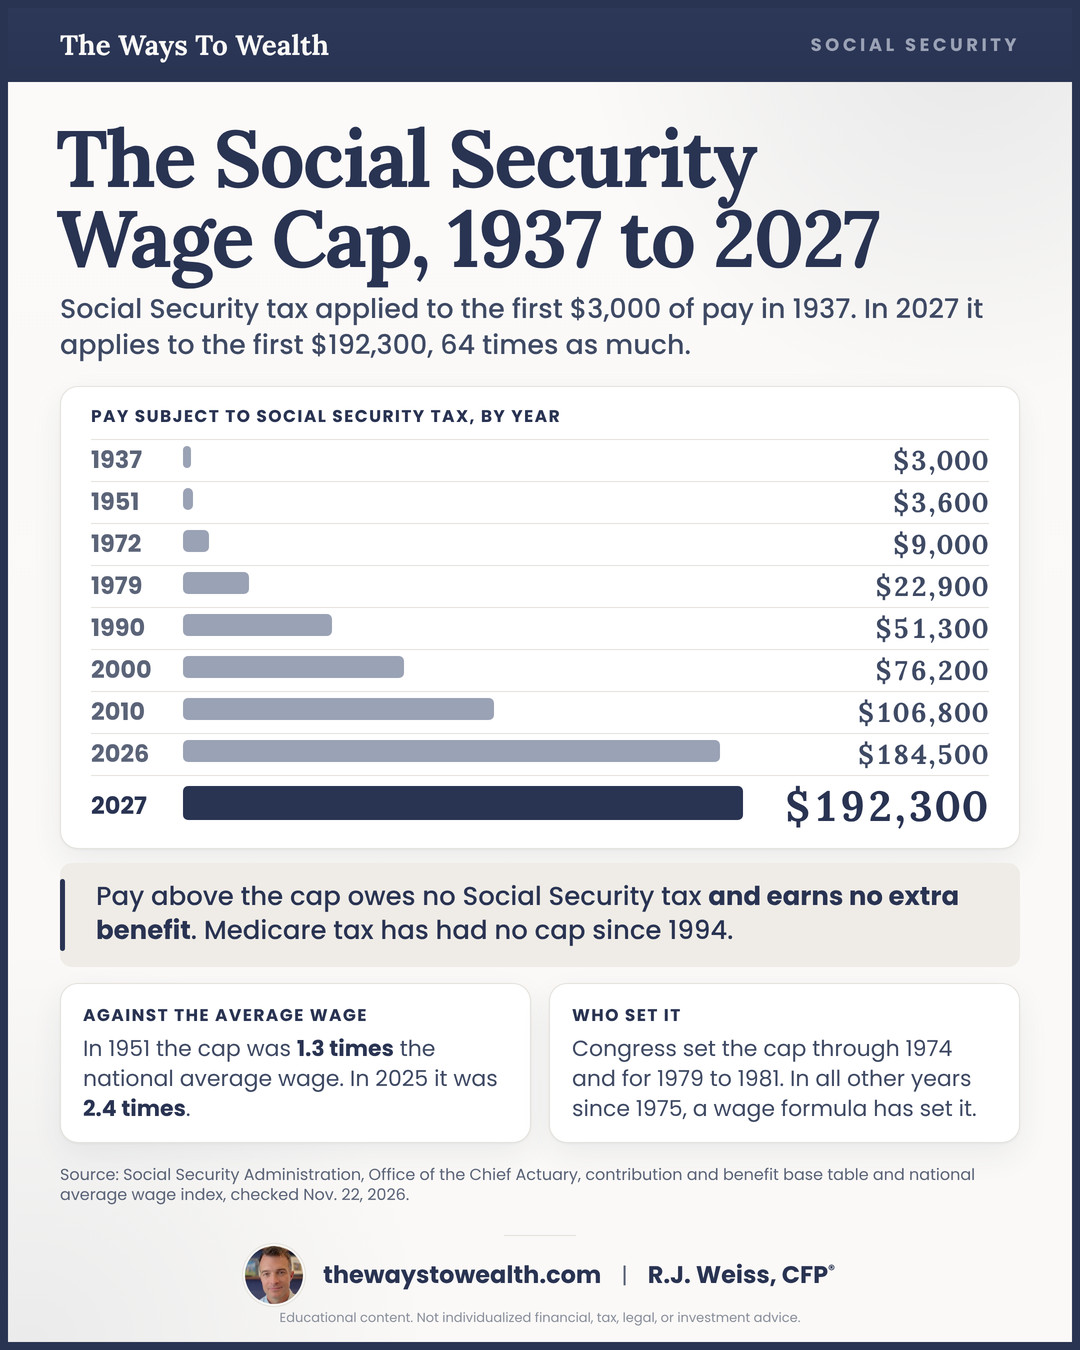 The Ways To Wealth
SOCIAL SECURITY
The Social Security
Wage Cap, 1937 to 2027
Social Security tax applied to the first $3,000 of pay in 1937. In 2027 it
applies to the first $192,300, 64 times as much.
PAY SUBJECT TO SOCIAL SECURITY TAX, BY YEAR
1937 $3,000
1951 $3,600
1972 $9,000
1979 $22,900
1990 $51,300
2000 $76,200
2010 $106,800
2026 $184,500
2027 $192,300
Pay above the cap owes no Social Security tax and earns no extra
benefit. Medicare tax has had no cap since 1994.
AGAINST THE AVERAGE WAGE
In 1951 the cap was 1.3 times the
national average wage. In 2025 it was
2.4 times.
WHO SET IT
Congress set the cap through 1974
and for 1979 to 1981. In all other years
since 1975, a wage formula has set it.
Source: Social Security Administration, Office of the Chief Actuary, contribution and benefit base table and national
average wage index, checked Nov. 22, 2026.
thewaystowealth.com | R.J. Weiss, CFP®
Educational content. Not individualized financial, tax, legal, or investment advice.